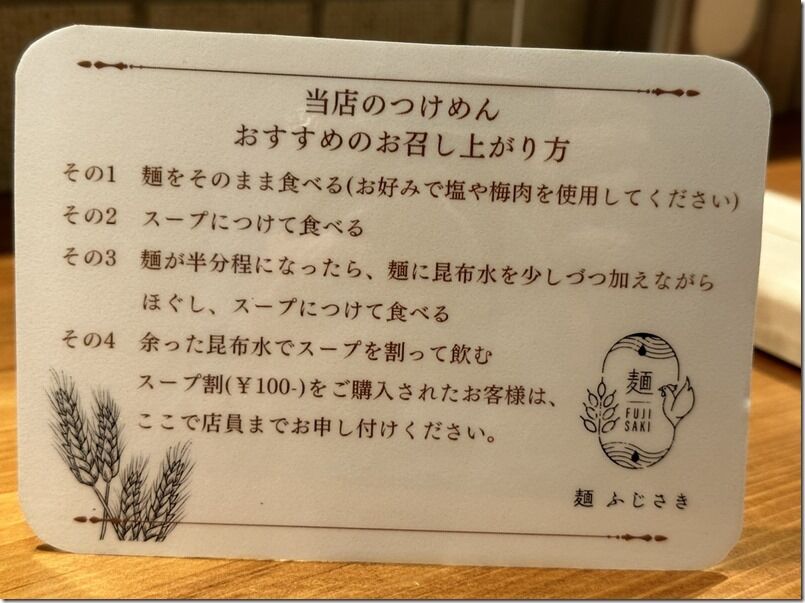 当店のつけめん
おすすめのお召し上がり方
その1 麺をそのまま食べる(お好みで塩や梅肉を使用してください)
その2 スープにつけて食べる
その3 麺が半分程になったら、麺に昆布水を少しづつ加えながら
ほぐし、スープにつけて食べる
その4 余った昆布水でスープを割って飲む
スープ割(¥100-)をご購入されたお客様は、
ここで店員までお申し付けください。
麺
FUJI
SAKI
麺 ふじさき